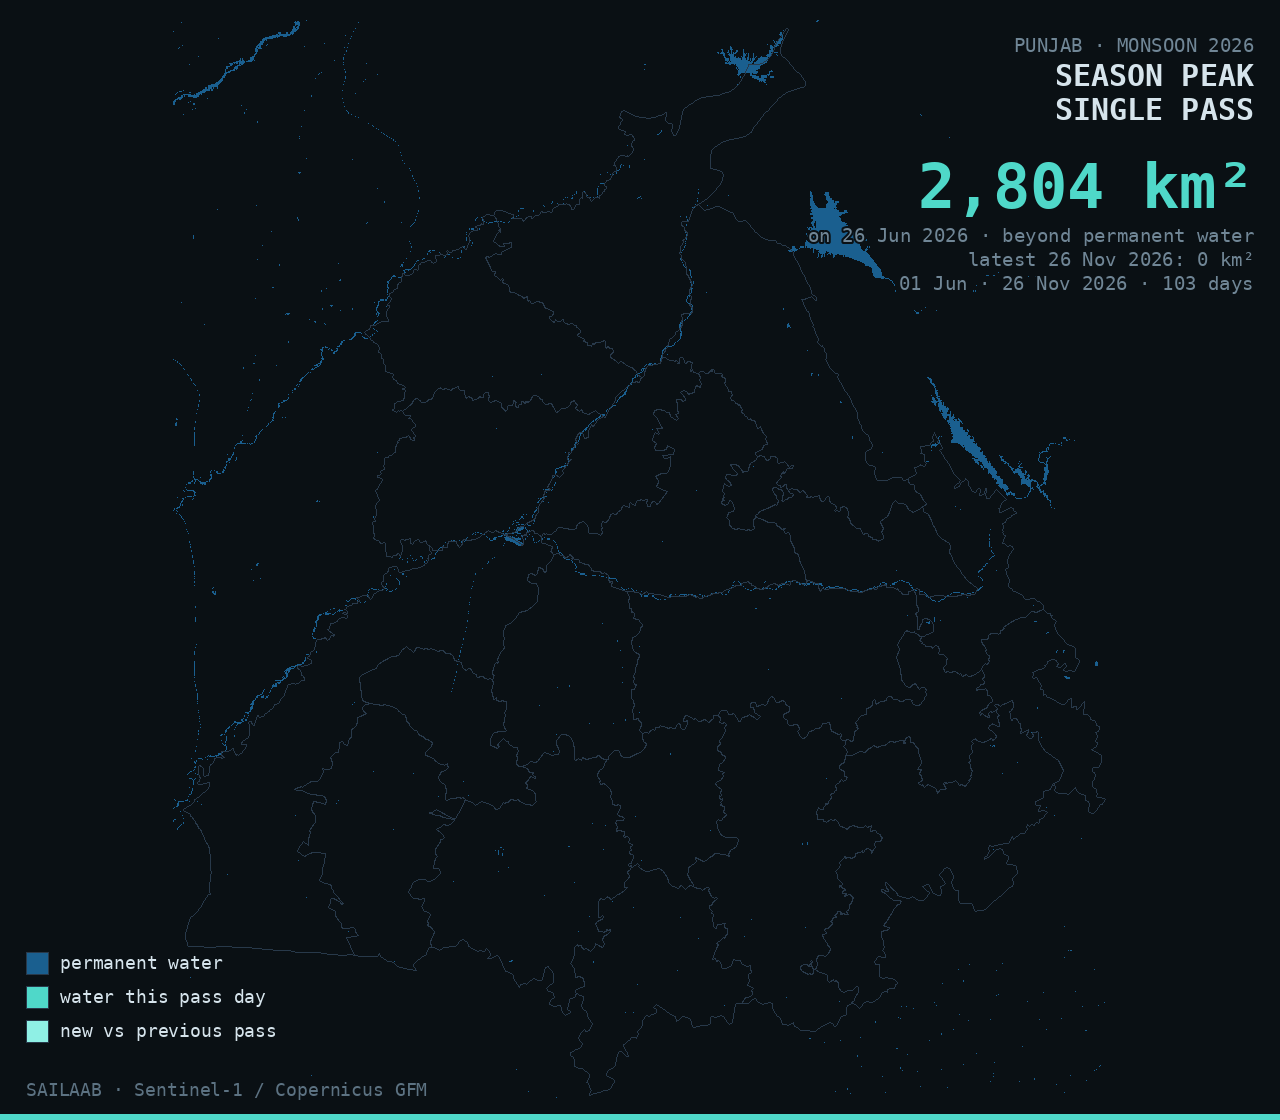 PUNJAB · MONSOON 2026
SEASON PEAK
SINGLE PASS
2,804 km²
on 26 Jun 2026 · beyond permanent water
latest 26 Nov 2026: 0 km²
01 Jun · 26 Nov 2026 · 103 days
permanent water
water this pass day
new vs previous pass
SAILAAB · Sentinel-1 / Copernicus GFM